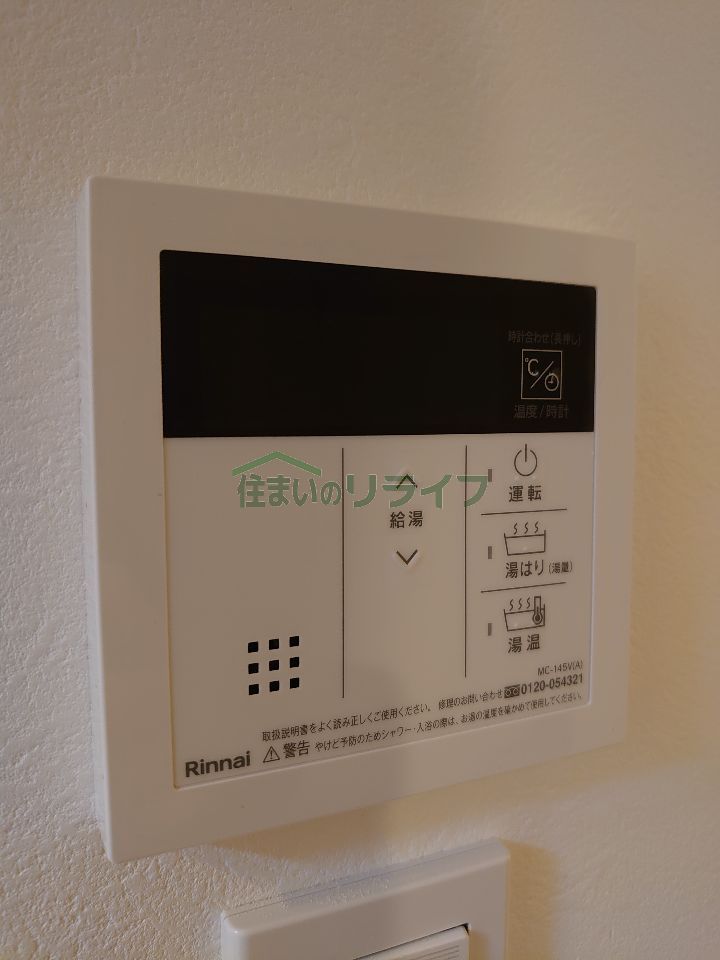 時計合わせ(長押し)
℃/
温度/時計
住まいのリライフ
給湯
運転
湯はり(湯量)
湯温
MC-145V(A)
取扱説明書をよく読み正しくご使用ください。 修理のお問い合わせ 0120-054321
警告 やけど予防のためシャワー・入浴の際は、お湯の温度を確かめて使用してください。
Rinnai